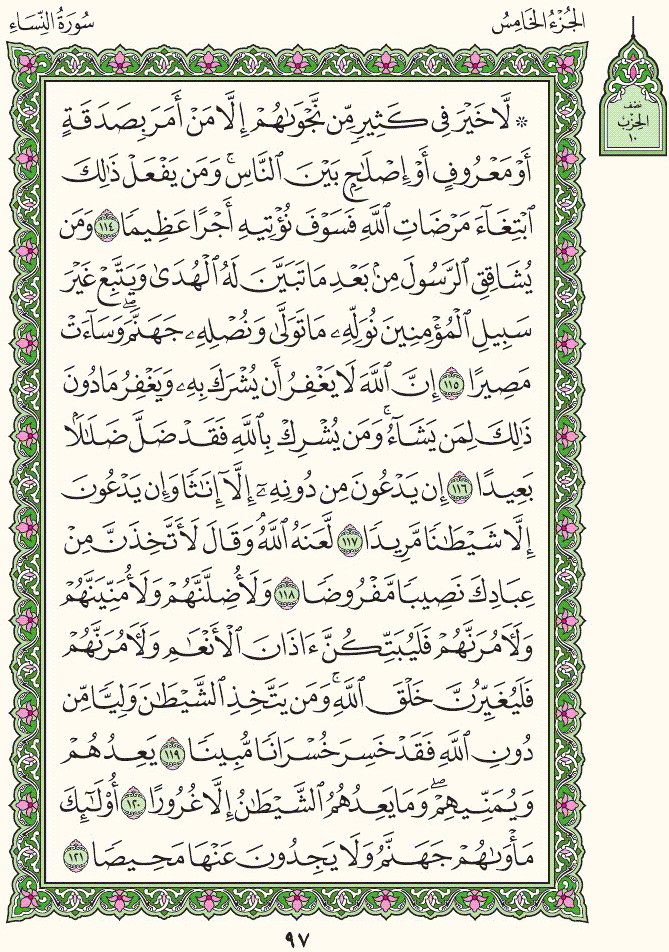 الجُزْءُ الخَامِسُ
سُورَةُ النِّسَاءِ
نصف
الحزب
١٠
۞ لَّا خَيْرَ فِي كَثِيرٍ مِّن نَّجْوَىٰهُمْ إِلَّا مَنْ أَمَرَ بِصَدَقَةٍ
أَوْ مَعْرُوفٍ أَوْ إِصْلَٰحٍۭ بَيْنَ ٱلنَّاسِۚ وَمَن يَفْعَلْ ذَٰلِكَ
ٱبْتِغَآءَ مَرْضَاتِ ٱللَّهِ فَسَوْفَ نُؤْتِيهِ أَجْرًا عَظِيمًا ١١٤ وَمَن
يُشَاقِقِ ٱلرَّسُولَ مِنۢ بَعْدِ مَا تَبَيَّنَ لَهُ ٱلْهُدَىٰ وَيَتَّبِعْ غَيْرَ
سَبِيلِ ٱلْمُؤْمِنِينَ نُوَلِّهِۦ مَا تَوَلَّىٰ وَنُصْلِهِۦ جَهَنَّمَۖ وَسَآءَتْ
مَصِيرًا ١١٥ إِنَّ ٱللَّهَ لَا يَغْفِرُ أَن يُشْرَكَ بِهِۦ وَيَغْفِرُ مَا دُونَ
ذَٰلِكَ لِمَن يَشَآءُۚ وَمَن يُشْرِكْ بِٱللَّهِ فَقَدْ ضَلَّ ضَلَٰلًۢا
بَعِيدًا ١١٦ إِن يَدْعُونَ مِن دُونِهِۦٓ إِلَّآ إِنَٰثًا وَإِن يَدْعُونَ
إِلَّا شَيْطَٰنًا مَّرِيدًا ١١٧ لَّعَنَهُ ٱللَّهُۘ وَقَالَ لَأَتَّخِذَنَّ مِنْ
عِبَادِكَ نَصِيبًا مَّفْرُوضًا ١١٨ وَلَأُضِلَّنَّهُمْ وَلَأُمَنِّيَنَّهُمْ
وَلَءَامُرَنَّهُمْ فَلَيُبَتِّكُنَّ ءَاذَانَ ٱلْأَنْعَٰمِ وَلَءَامُرَنَّهُمْ
فَلَيُغَيِّرُنَّ خَلْقَ ٱللَّهِۚ وَمَن يَتَّخِذِ ٱلشَّيْطَٰنَ وَلِيًّا مِّن
دُونِ ٱللَّهِ فَقَدْ خَسِرَ خُسْرَانًا مُّبِينًا ١١٩ يَعِدُهُمْ
وَيُمَنِّيهِمْۖ وَمَا يَعِدُهُمُ ٱلشَّيْطَٰنُ إِلَّا غُرُورًا ١٢٠ أُو۟لَٰٓئِكَ
مَأْوَىٰهُمْ جَهَنَّمُ وَلَا يَجِدُونَ عَنْهَا مَحِيصًا ١٢١
٩٧